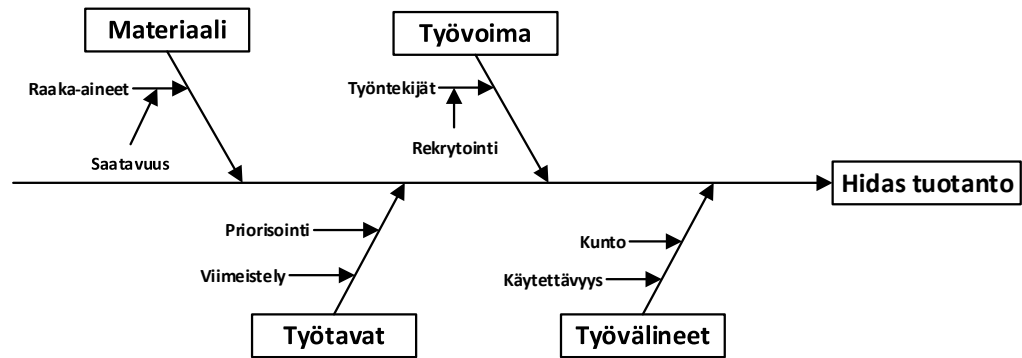 Materiaali
Työvoima
Raaka-aineet
Työntekijät
Saatavuus
Rekrytointi
Hidas tuotanto
Priorisointi
Kunto
Viimeistely
Käytettävyys
Työtavat
Työvälineet